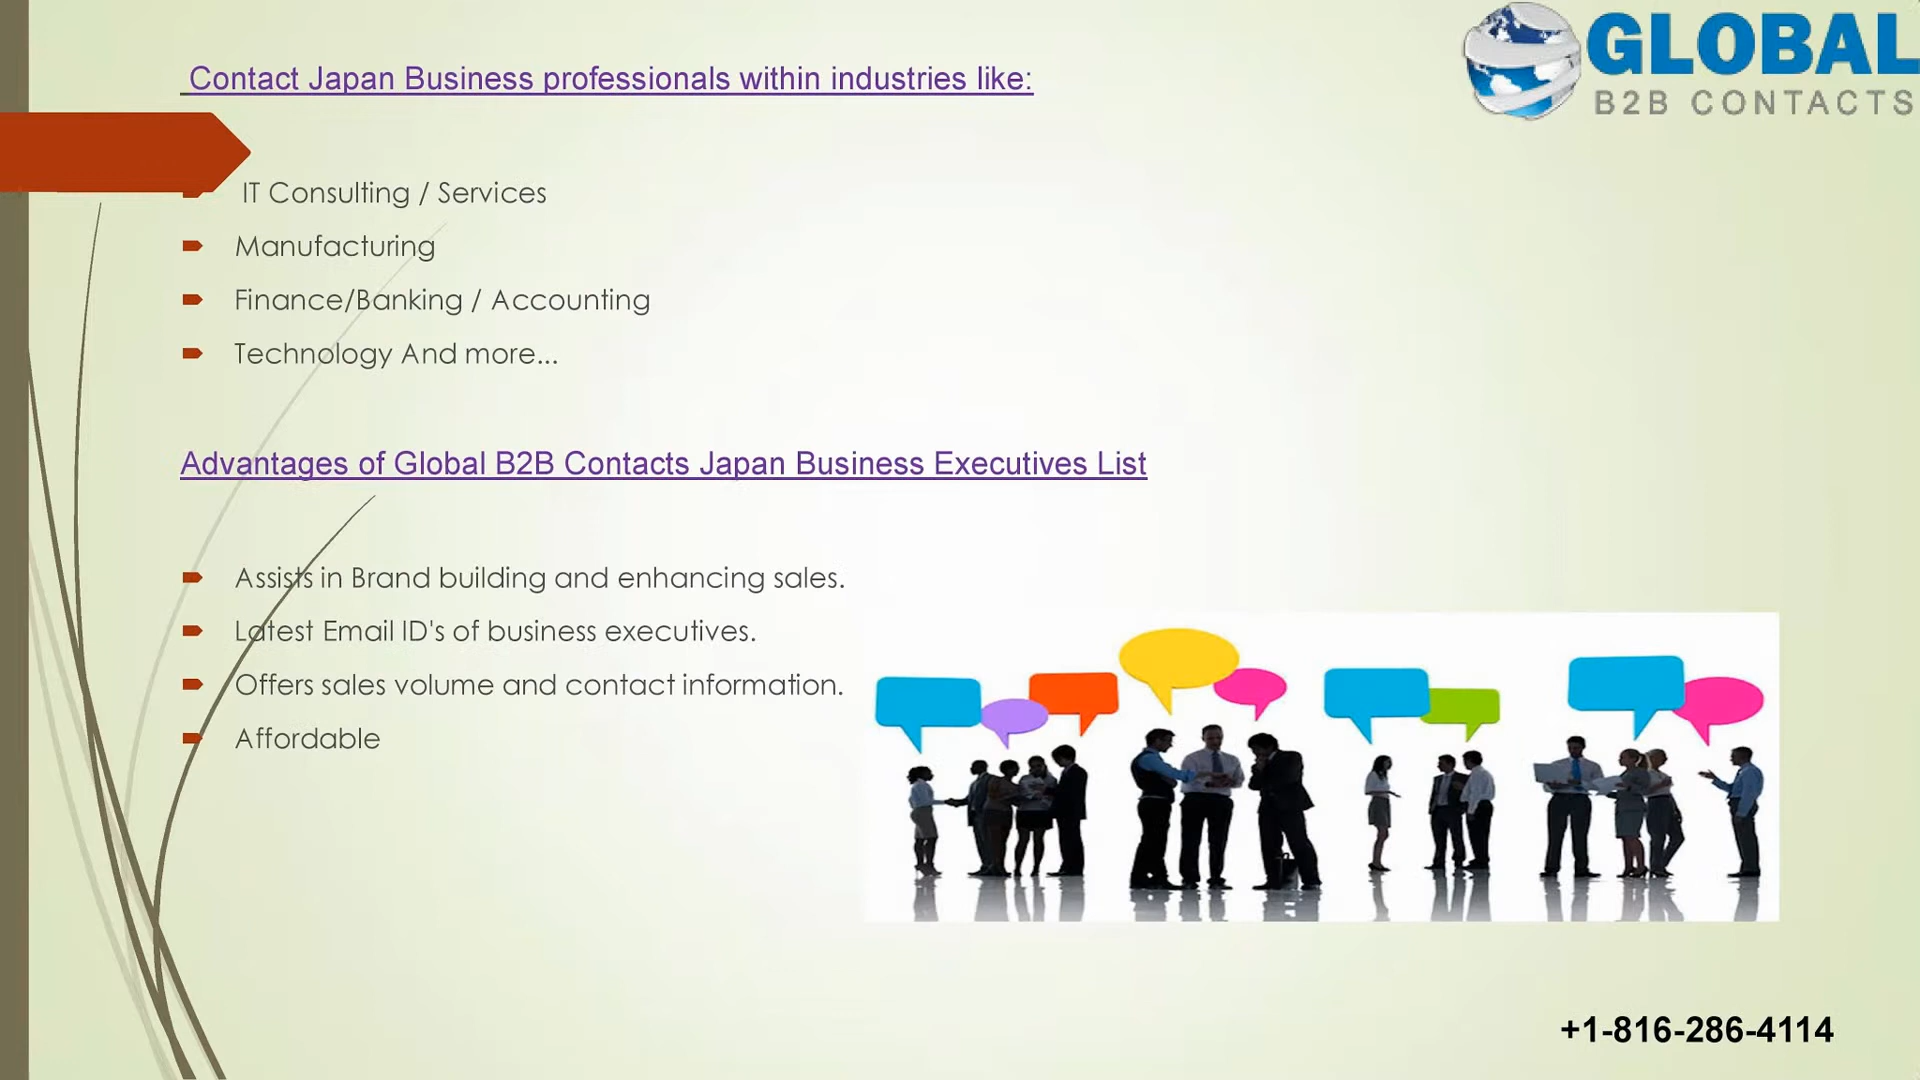 Contact Japan Business professionals within industries like:
GLOBAL
B2B CONTACTS
IT Consulting / Services
Manufacturing
Finance/Banking / Accounting
Technology And more...
Advantages of Global B2B Contacts Japan Business Executives List
Assists in Brand building and enhancing sales.
Latest Email ID's of business executives.
Offers sales volume and contact information.
Affordable
+1-816-286-4114